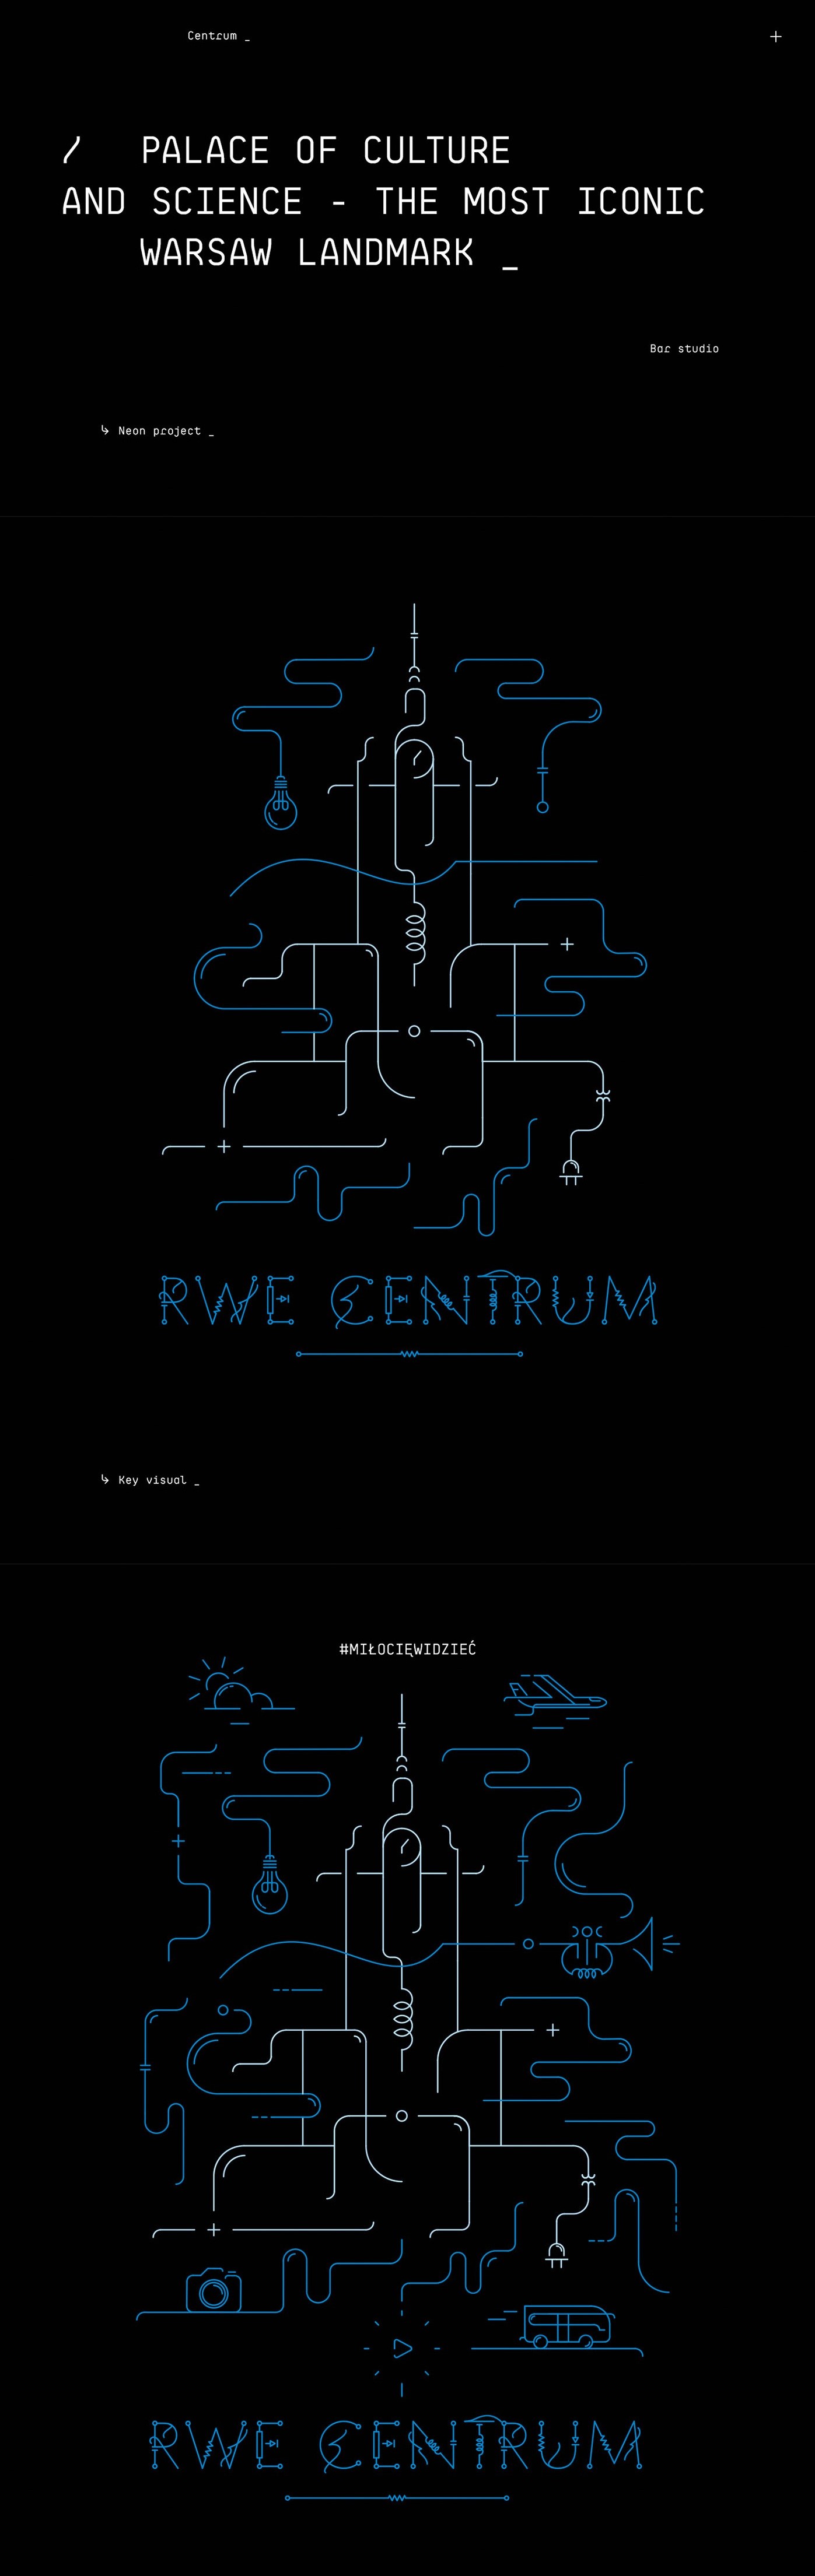 Centrum _
/ PALACE OF CULTURE
AND SCIENCE - THE MOST ICONIC
WARSAW LANDMARK _
Bar studio
↳ Neon project _
RWE CENTRUM
↳ Key visual _
#MIŁOCIĘWIDZIEĆ
RWE CENTRUM